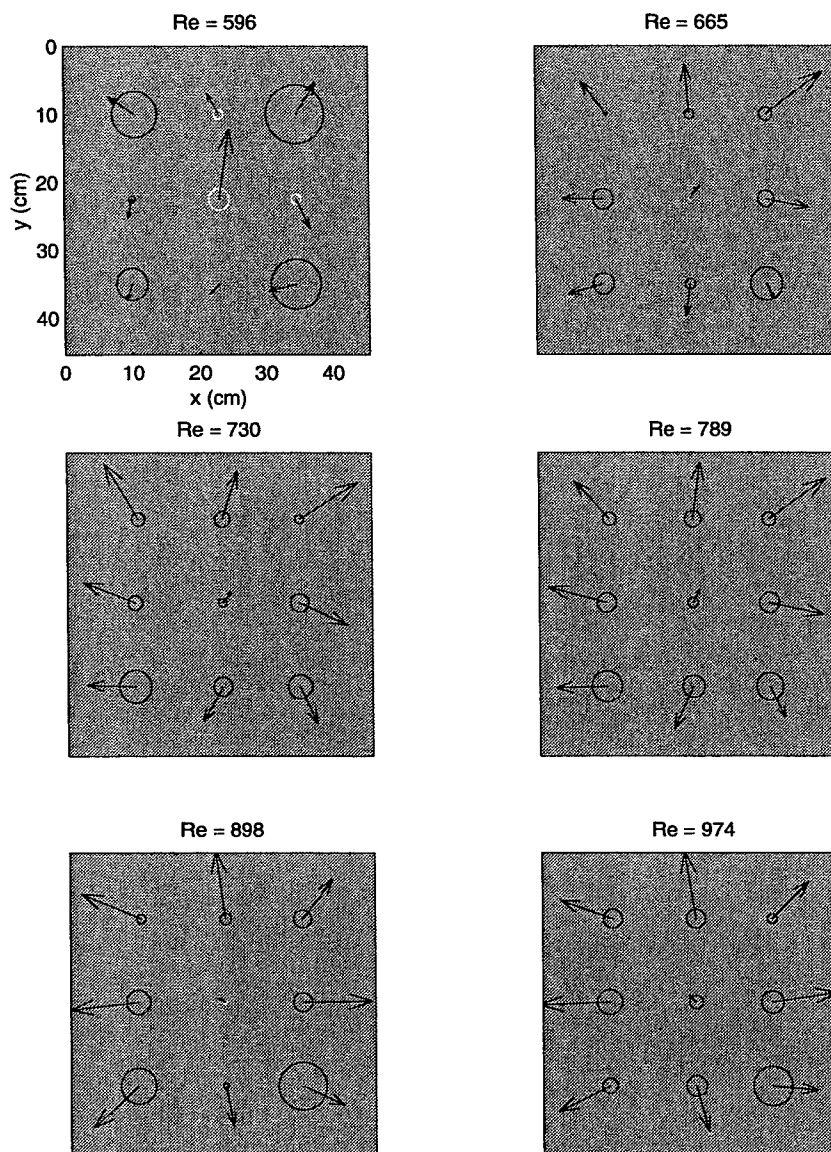 Re = 596
Re = 665
0
10
20
30
40
y (cm)
0 10 20 30 40
x (cm)
Re = 730
Re = 789
Re = 898
Re = 974